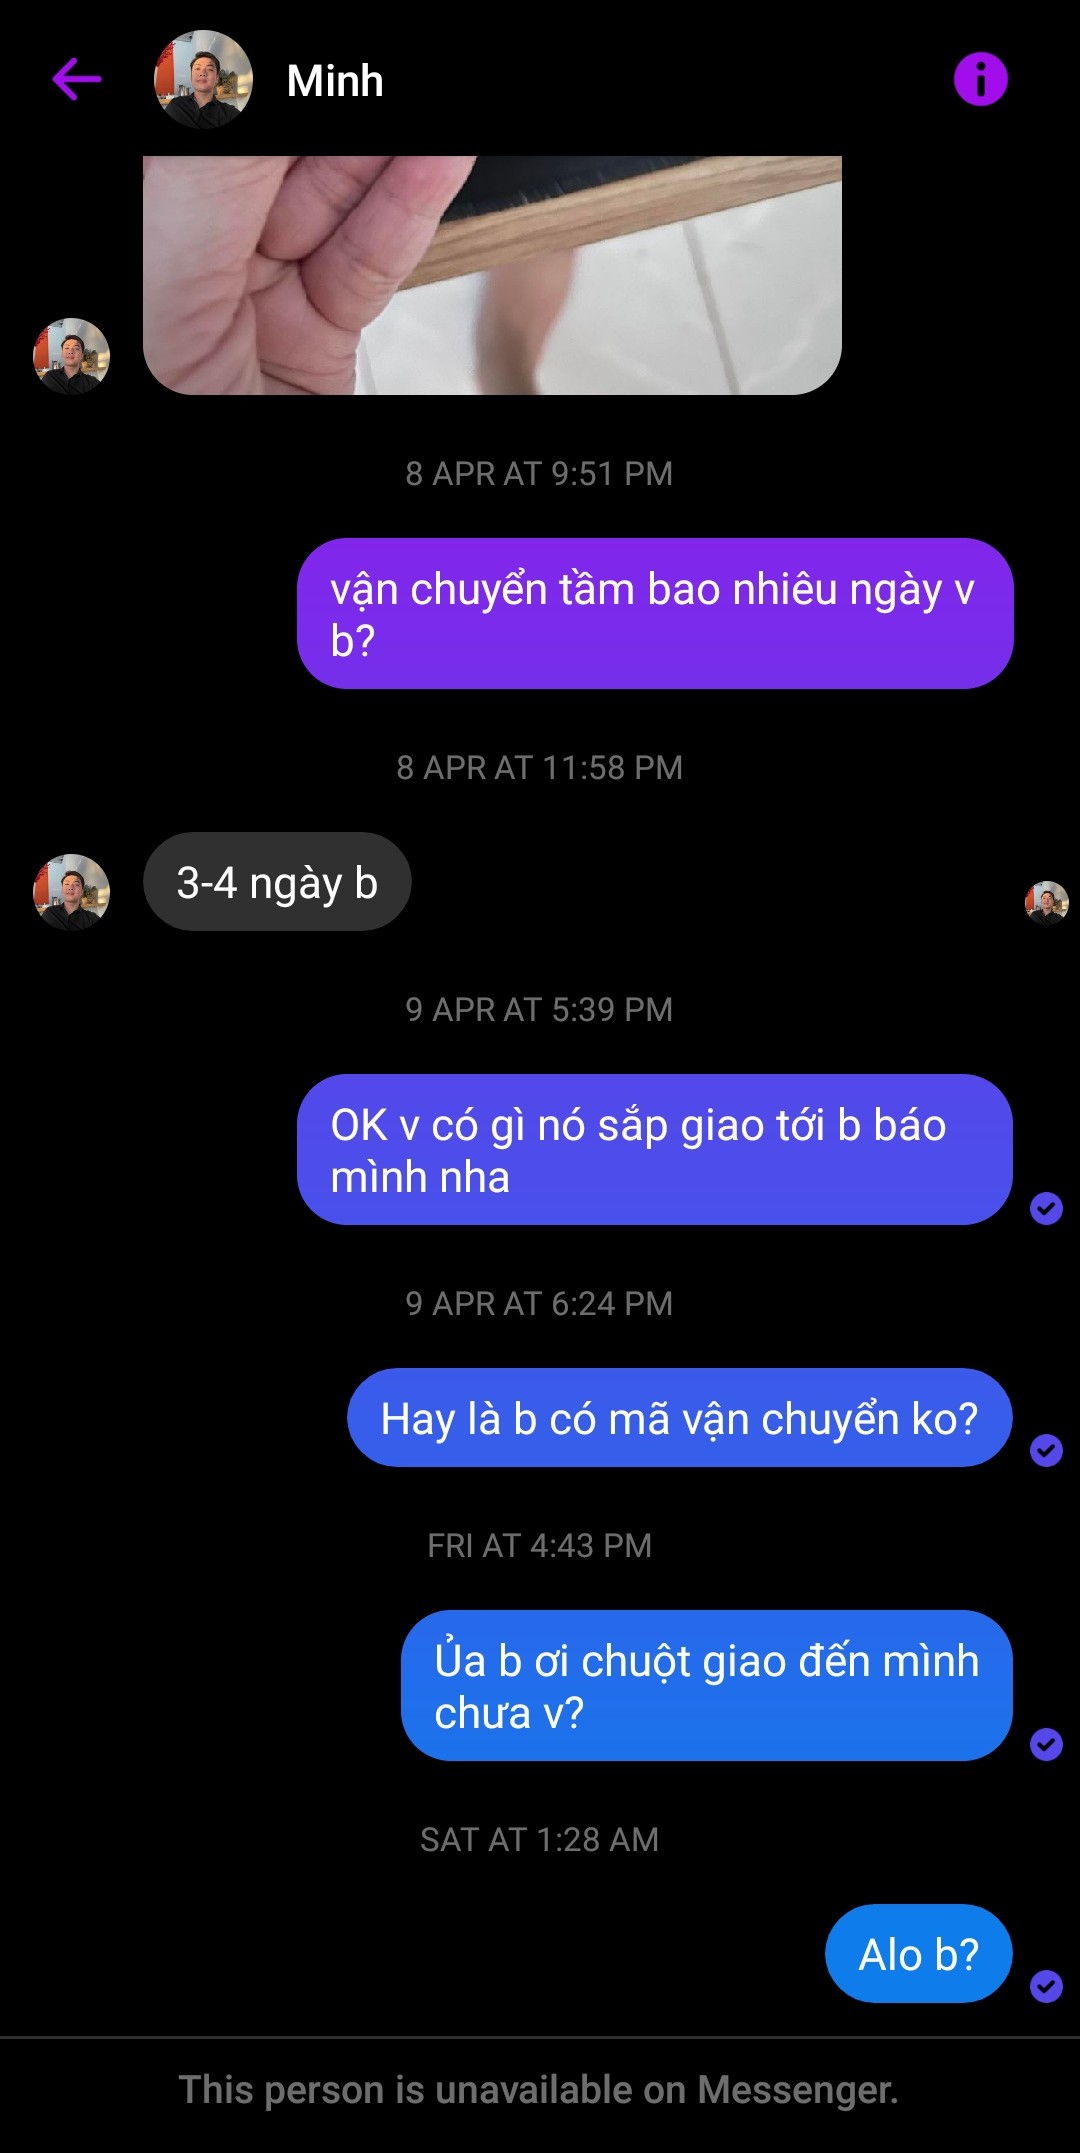 Minh
8 APR AT 9:51 PM
vận chuyển tầm bao nhiêu ngày v
b?
8 APR AT 11:58 PM
3-4 ngày b
9 APR AT 5:39 PM
OK v có gì nó sắp giao tới b báo
mình nha
9 APR AT 6:24 PM
Hay là b có mã vận chuyển ko?
FRI AT 4:43 PM
Ủa b ơi chuột giao đến mình
chưa v?
SAT AT 1:28 AM
Alo b?
This person is unavailable on Messenger.